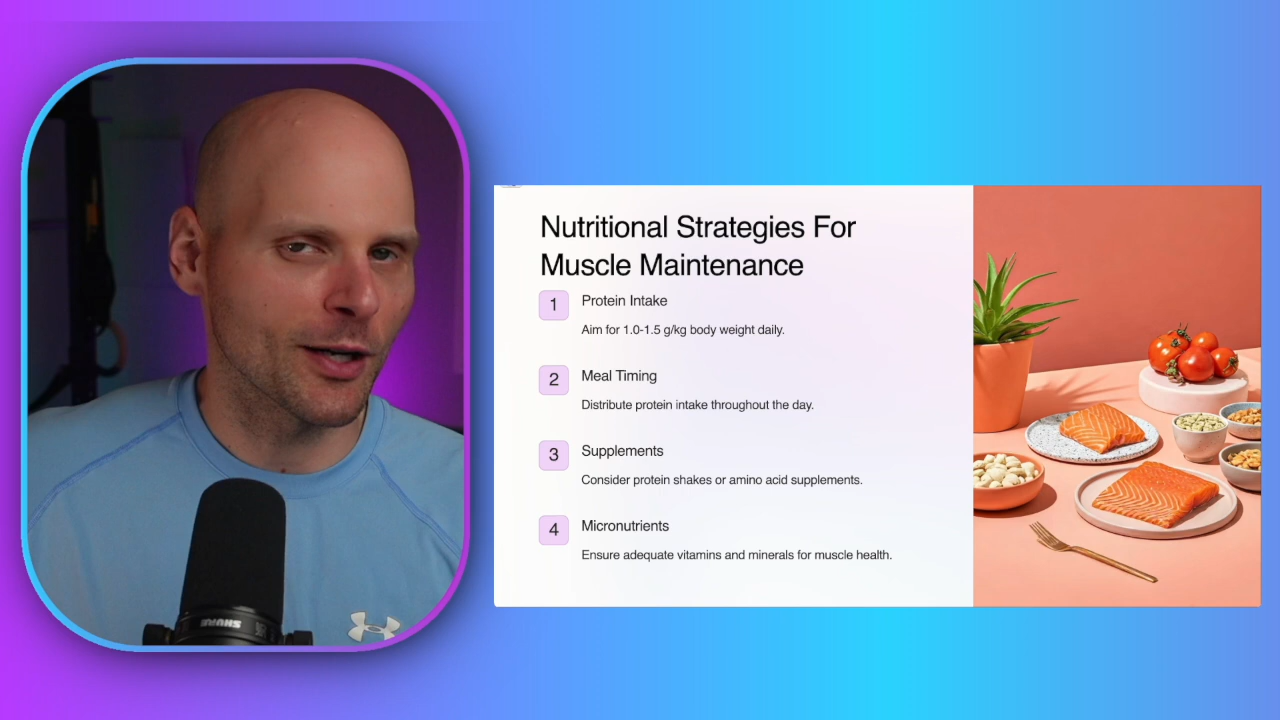 Nutritional Strategies For
Muscle Maintenance
1
Protein Intake
Aim for 1.0-1.5 g/kg body weight daily.
2
Meal Timing
Distribute protein intake throughout the day.
3
Supplements
Consider protein shakes or amino acid supplements.
4
Micronutrients
Ensure adequate vitamins and minerals for muscle health.
SHURE